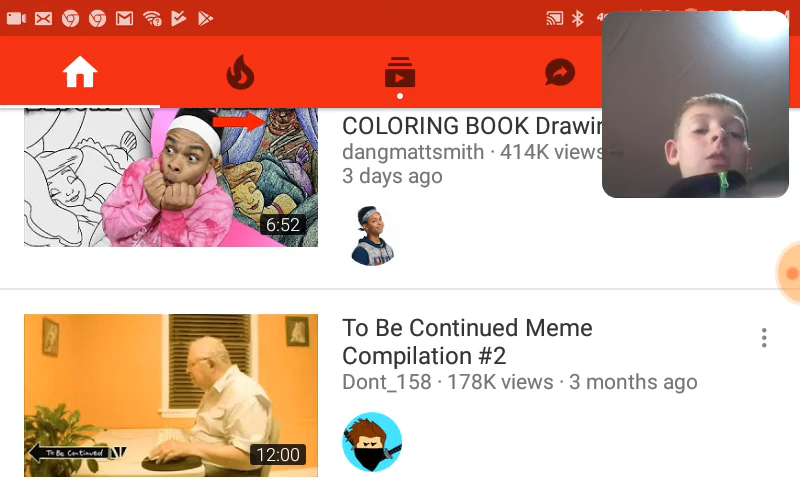 COLORING BOOK
dangmattsmith · 414K views
3 days ago
6:52
To Be Continued Meme
Compilation #2
Dont_158 · 178K views · 3 months ago
To Be Continued
12:00